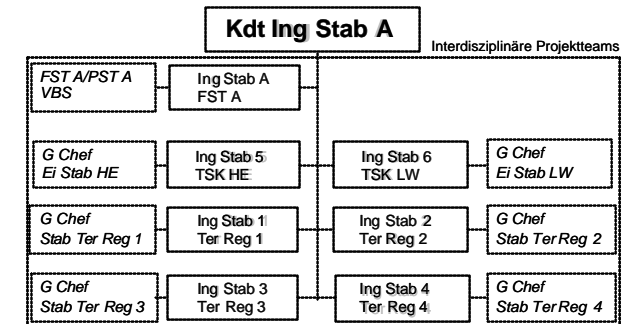 Kdt Ing Stab A
Interdisziplinäre Projektteams
FST A/PST A
VBS
Ing Stab A
FST A
G Chef
Ei Stab HE
Ing Stab 5
TSK HE
Ing Stab 6
TSK LW
G Chef
Ei Stab LW
G Chef
Stab Ter Reg 1
Ing Stab 1
Ter Reg 1
Ing Stab 2
Ter Reg 2
G Chef
Stab Ter Reg 2
G Chef
Stab Ter Reg 3
Ing Stab 3
Ter Reg 3
Ing Stab 4
Ter Reg 4
G Chef
Stab Ter Reg 4